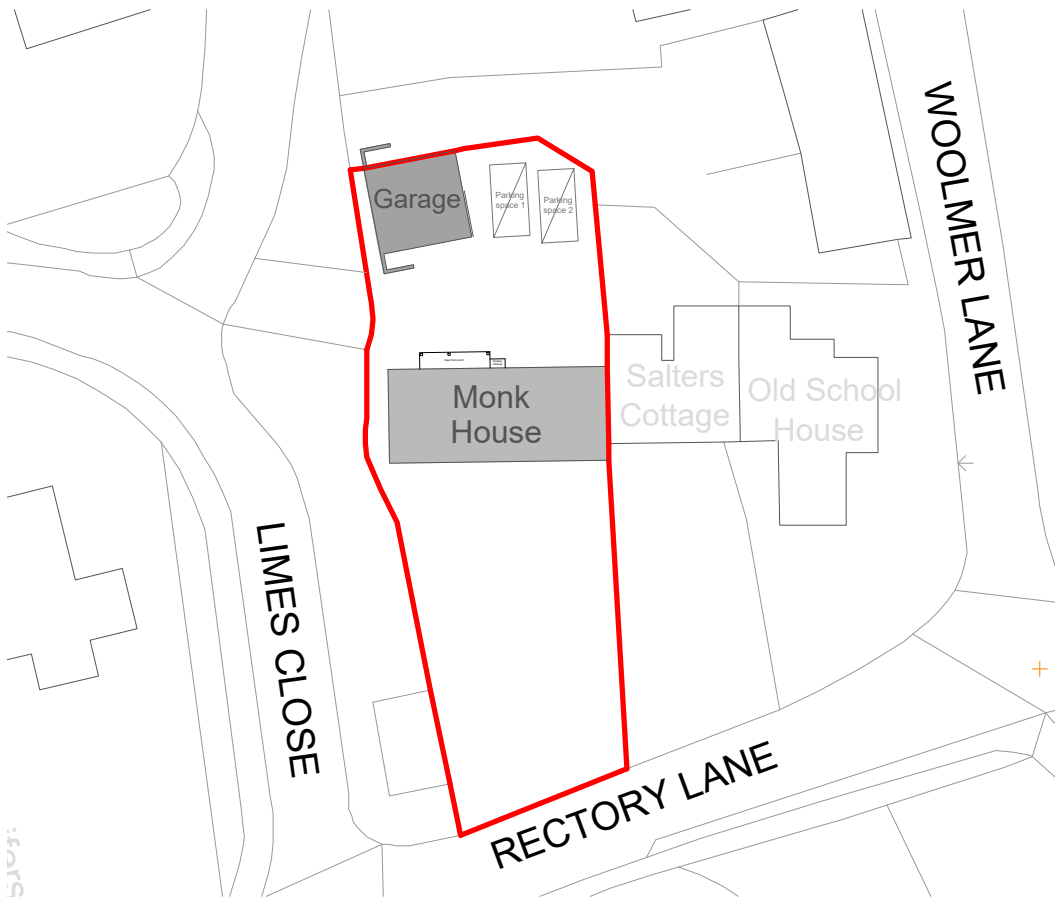 WOOLMER LANE
Garage
Parking
space 1
Parking
space 2
Monk
House
Salters
Cottage
Old School
House
LIMES CLOSE
RECTORY LANE